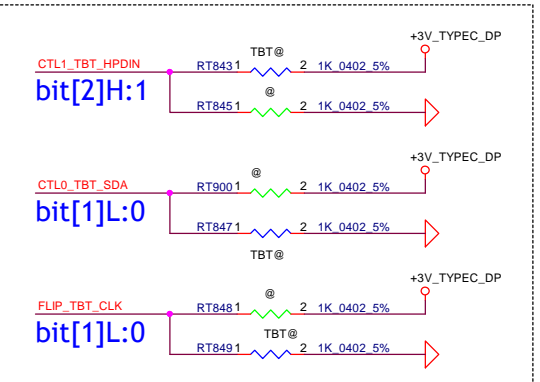 +3V_TYPEC_DP
TBT@
CTL1_TBT_HPDIN RT843 1 2 1K_0402_5%
bit[2]H:1
@
RT845 1 2 1K_0402_5%
+3V_TYPEC_DP
@
CTL0_TBT_SDA RT900 1 2 1K_0402_5%
bit[1]L:0
RT847 1 2 1K_0402_5%
TBT@
+3V_TYPEC_DP
@
FLIP_TBT_CLK RT848 1 2 1K_0402_5%
bit[1]L:0
TBT@
RT849 1 2 1K_0402_5%